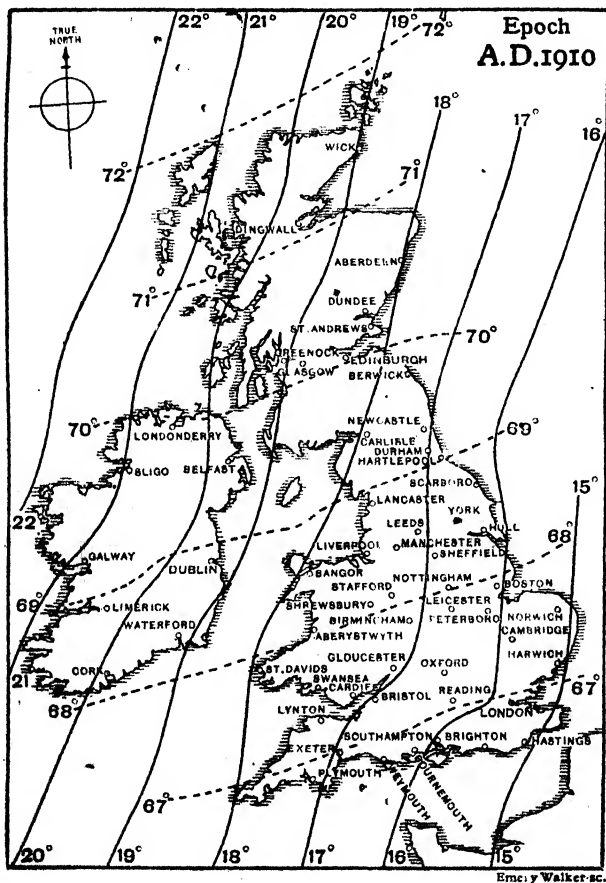 22° 21° 20° 19° 72° Epoch
A.D.1910
TRUE
NORTH
18° 17° 16°
WICK
72° 71°
DINGWALL
ABERDEEN
71°
DUNDEE
ST. ANDREWS
70°
GREENOCK EDINBURGH
GLASGOW BERWICK
70°
LONDONDERRY NEWCASTLE 69°
CARLISLE
DURHAM
SLIGO BELFAST HARTLEPOOL
SCARBORO
15°
LANCASTER
22 YORK
LEEDS HULL
68°
GALWAY LIVERPOOL MANCHESTER
SHEFFIELD
DUBLIN BANGOR NOTTINGHAM BOSTON
STAFFORD
69° LIMERICK SHREWSBURY LEICESTER NORWICH
WATERFORD BIRMINGHAM PETERBORO
CAMBRIDGE
ABERYSTWYTH
HARWICH
GLOUCESTER
21 CORK ST. DAVIDS OXFORD
SWANSEA 67°
68° CARDIFF BRISTOL READING
LYNTON LONDON
SOUTHAMPTON BRIGHTON
EXETER HASTINGS
PLYMOUTH
WEYMOUTH
BOURNEMOUTH
67°
20° 19° 18° 17° 16° 15°
Emery Walker sc.